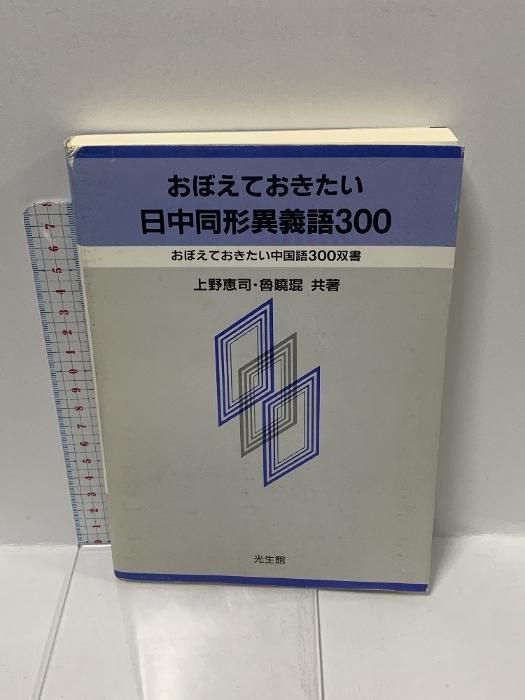 おぼえておきたい
日中同形異義語300
おぼえておきたい中国語300双書
上野恵司・魯曉琨 共著
光生館